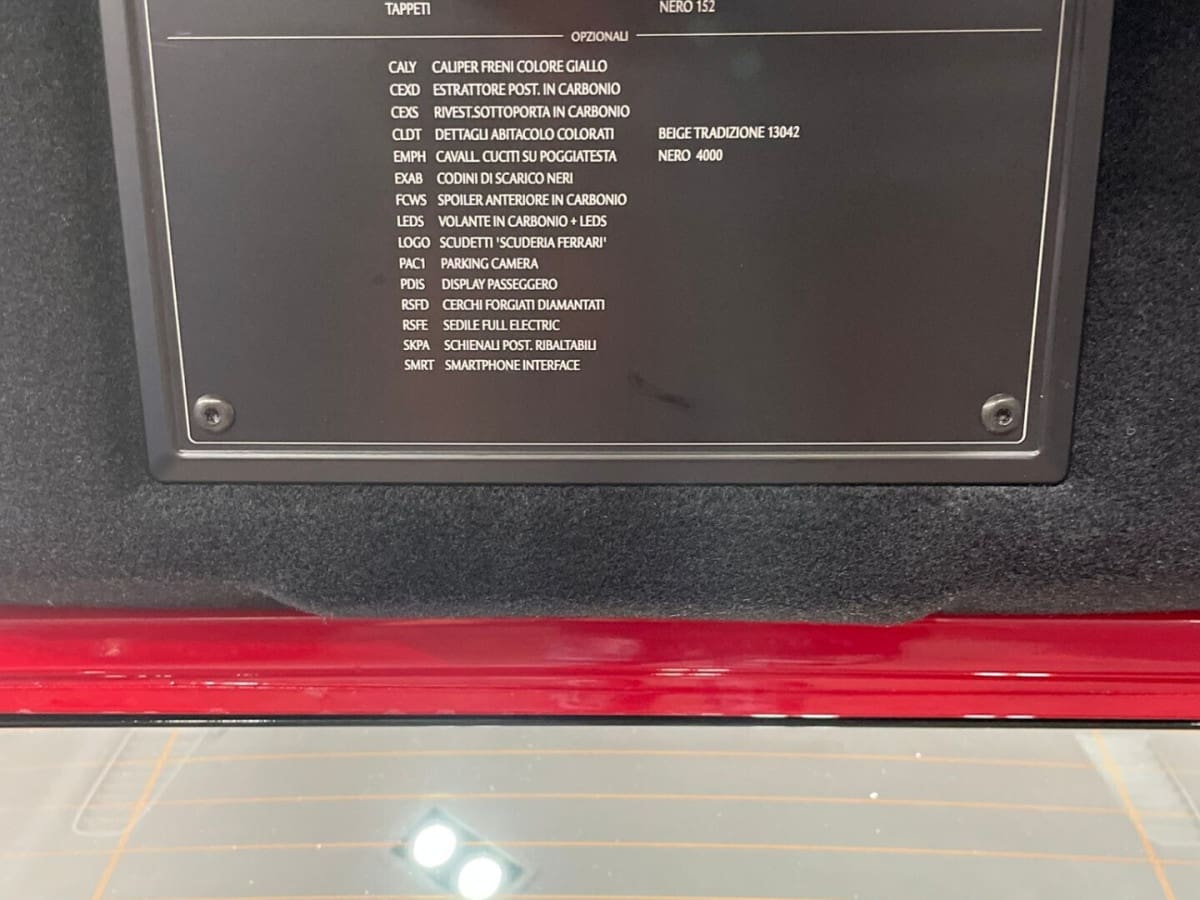 TAPPETI NERO 152
OPZIONALI
CALY CALIPER FRENI COLORE GIALLO
CEXD ESTRATTORE POST. IN CARBONIO
CEXS RIVEST.SOTTOPORTA IN CARBONIO
CLDT DETTAGLI ABITACOLO COLORATI BEIGE TRADIZIONE 13042
EMPH CAVALL. CUCITI SU POGGIATESTA NERO 4000
EXAB CODINI DI SCARICO NERI
FCWS SPOILER ANTERIORE IN CARBONIO
LEDS VOLANTE IN CARBONIO + LEDS
LOGO SCUDETTI 'SCUDERIA FERRARI'
PAC1 PARKING CAMERA
PDIS DISPLAY PASSEGGERO
RSFD CERCHI FORGIATI DIAMANTATI
RSFE SEDILE FULL ELECTRIC
SKPA SCHIENALI POST. RIBALTABILI
SMRT SMARTPHONE INTERFACE